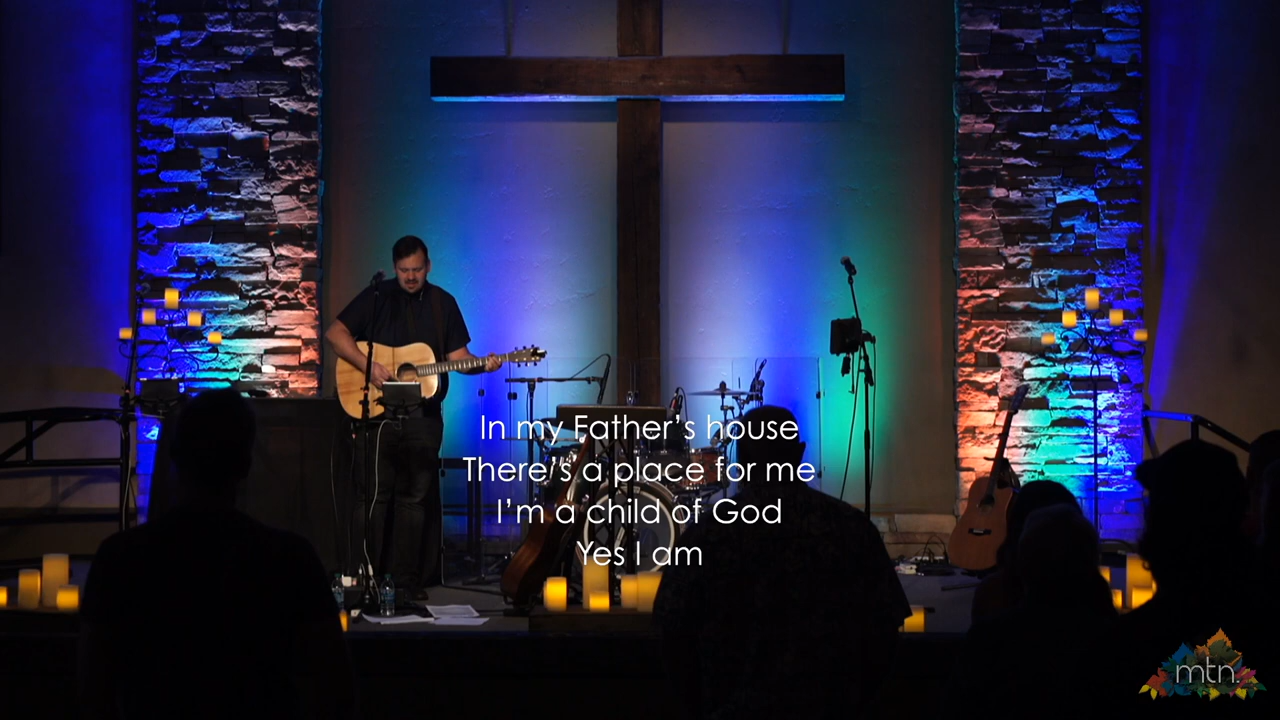 In my Father’s house
There’s a place for me
I’m a child of God
Yes I am
mtn.